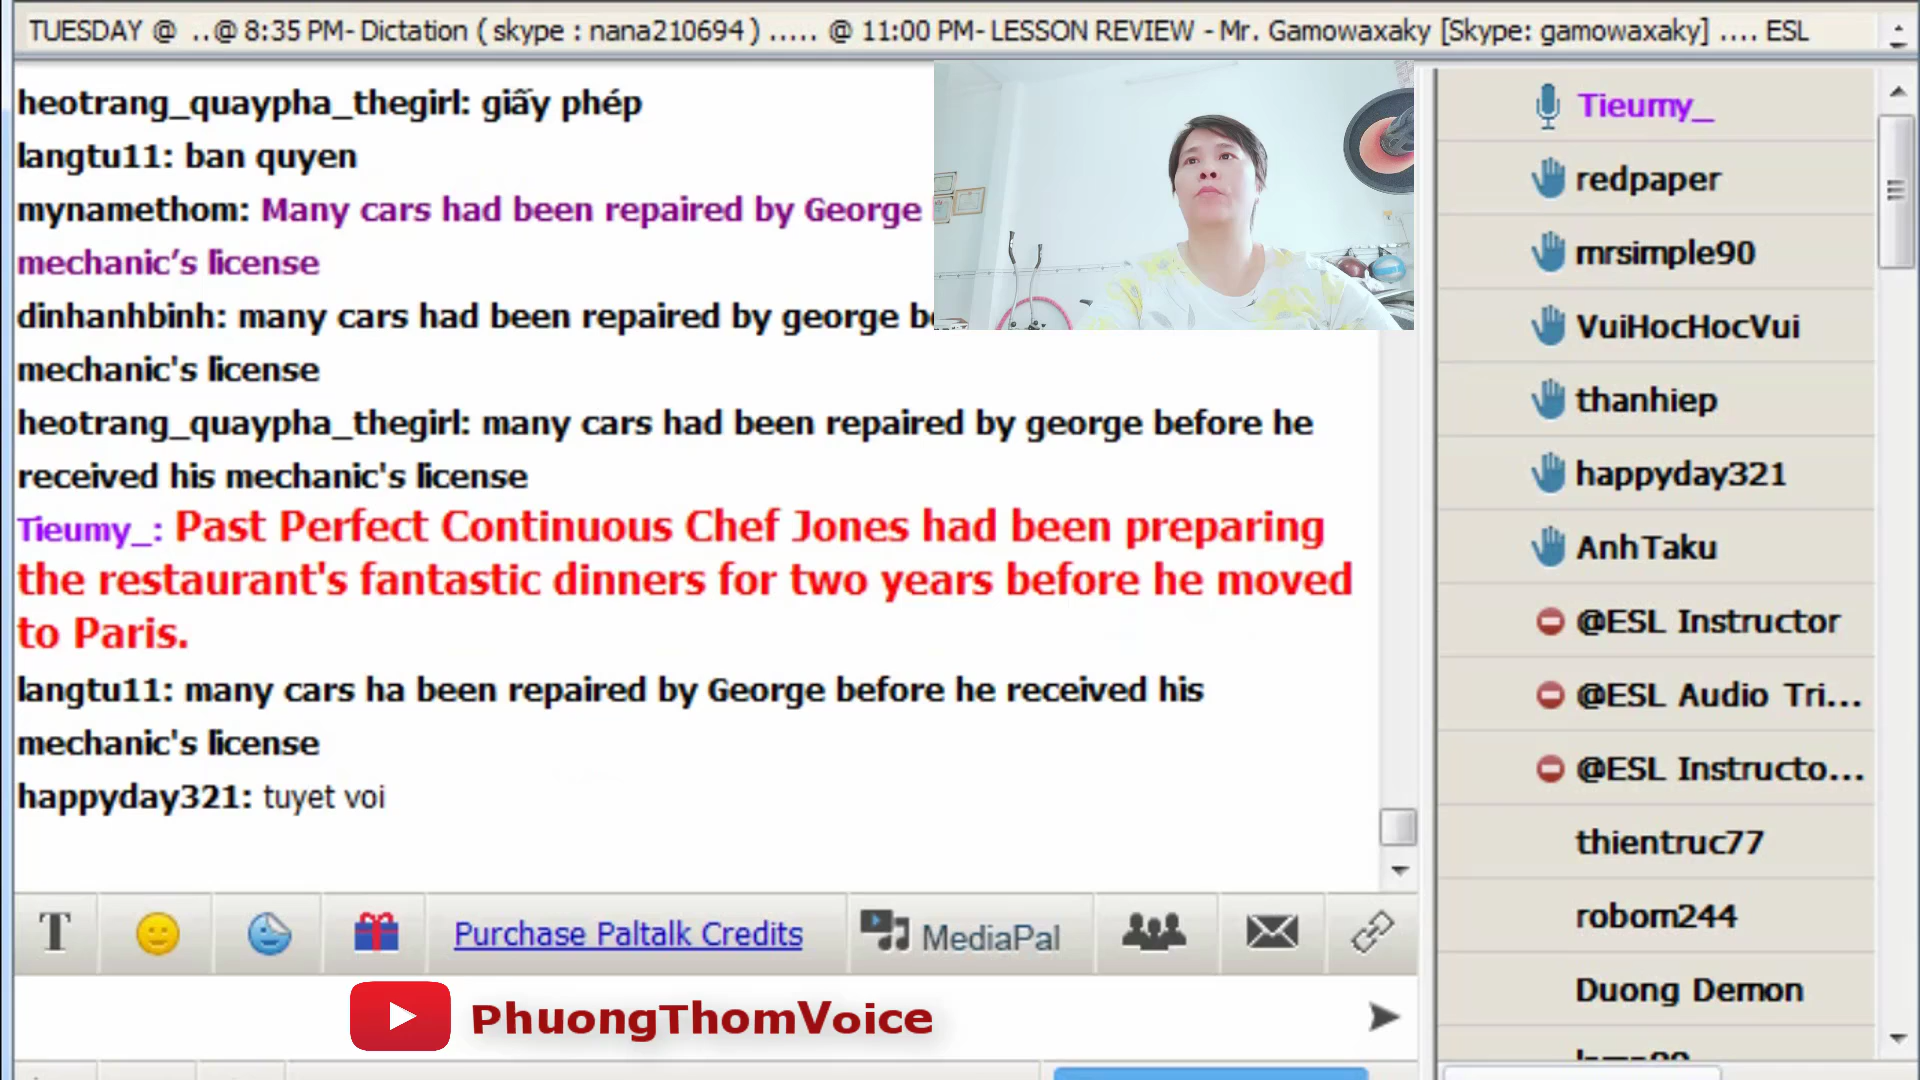 TUESDAY @ ..@ 8:35 PM- Dictation ( skype : nana210694 ) ..... @ 11:00 PM- LESSON REVIEW - Mr. Gamowaxaky [Skype: gamowaxaky] .... ESL
heotrang_quaypha_thegirl: giấy phép
langtu11: ban quyen
mynamethom: Many cars had been repaired by George
mechanic’s license
dinhanhbinh: many cars had been repaired by george
mechanic's license
heotrang_quaypha_thegirl: many cars had been repaired by george before he
received his mechanic's license
Tieumy_: Past Perfect Continuous Chef Jones had been preparing
the restaurant's fantastic dinners for two years before he moved
to Paris.
langtu11: many cars ha been repaired by George before he received his
mechanic's license
happyday321: tuyet voi
Purchase Paltalk Credits
MediaPal
PhuongThomVoice
Tieumy_
redpaper
mrsimple90
VuiHocHocVui
thanhiep
happyday321
AnhTaku
@ESL Instructor
@ESL Audio Tri...
@ESL Instructo...
thientruc77
robom244
Duong Demon